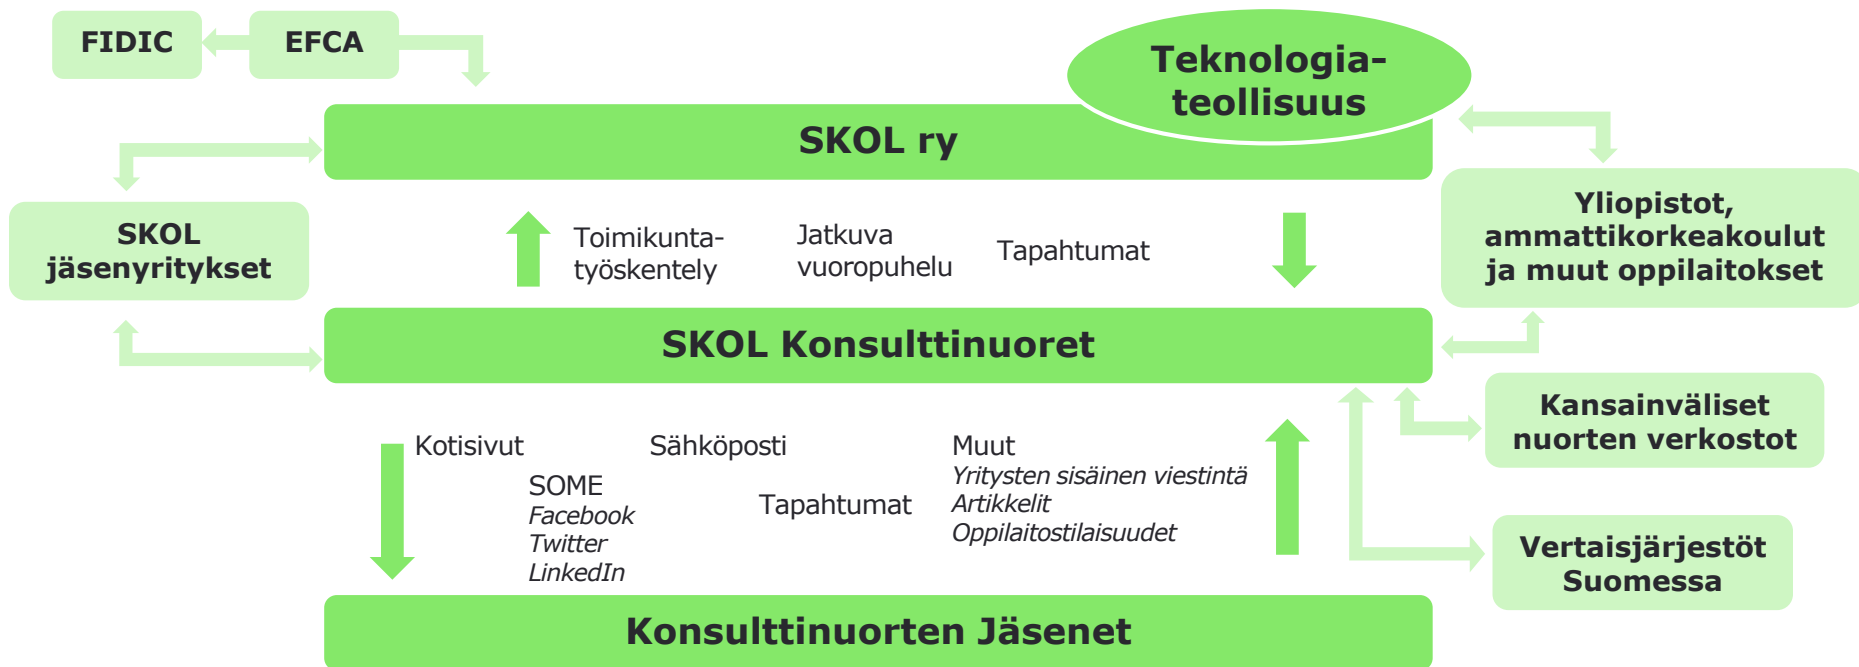 FIDIC
EFCA
Teknologia-
teollisuus
SKOL ry
SKOL
jäsenyritykset
Toimikunta-
työskentely
Jatkuva
vuoropuhelu
Tapahtumat
Yliopistot,
ammattikorkeakoulut
ja muut oppilaitokset
SKOL Konsulttinuoret
Kansainväliset
nuorten verkostot
Kotisivut
SOME
Facebook
Twitter
LinkedIn
Sähköposti
Tapahtumat
Muut
Yritysten sisäinen viestintä
Artikkelit
Oppilaitostilaisuudet
Vertaisjärjestöt
Suomessa
Konsulttinuorten Jäsenet